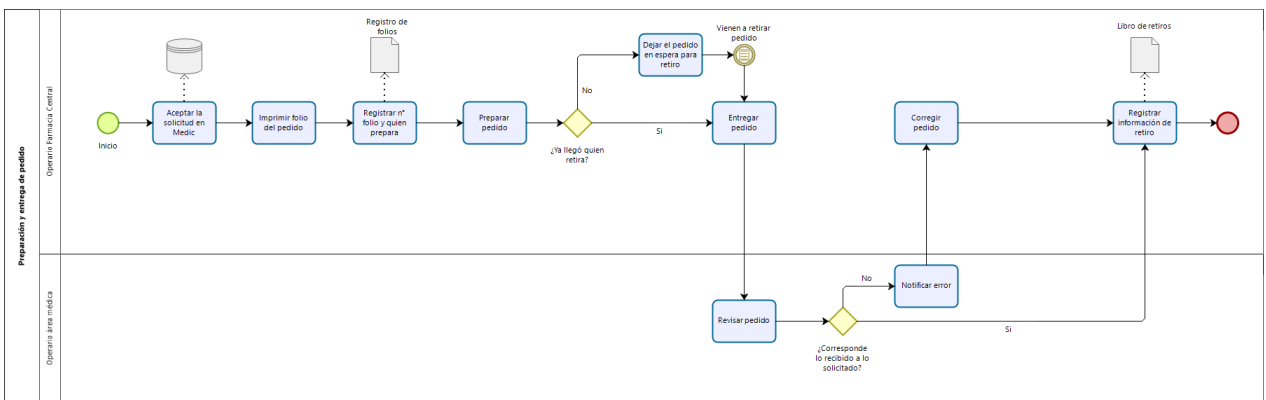 Preparación y entrega de pedido
Operario Farmacia Central
Inicio
Aceptar la
solicitud en
Medic
Imprimir folio
del pedido
Registro de
folios
Registrar n°
folio y quien
prepara
Preparar
pedido
¿Ya llegó quien
retira?
No
Si
Dejar el pedido
en espera para
retiro
Vienen a retirar
pedido
Entregar
pedido
Corregir
pedido
Libro de retiros
Registrar
información de
retiro
Operario área médica
Revisar pedido
¿Corresponde
lo recibido a lo
solicitado?
No
Notificar error
Si